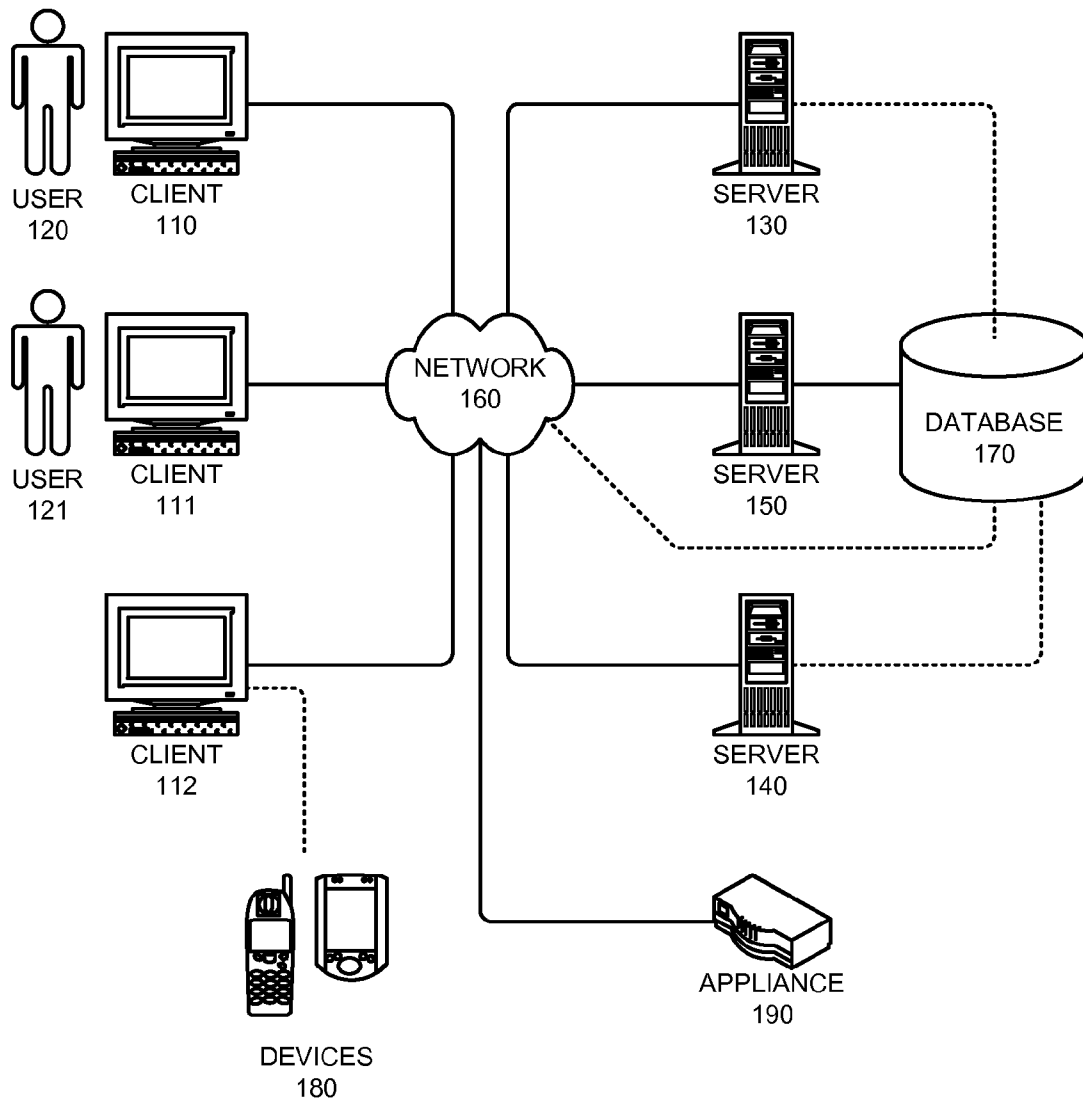 USER
120
CLIENT
110
SERVER
130
USER
121
CLIENT
111
NETWORK
160
SERVER
150
DATABASE
170
CLIENT
112
SERVER
140
DEVICES
180
APPLIANCE
190